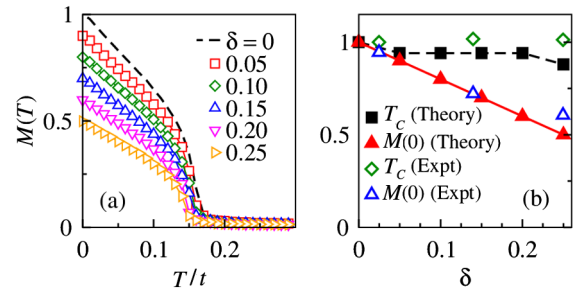 1
0.5
0
M(T)
δ = 0
0.05
0.10
0.15
0.20
0.25
(a)
0 0.1 0.2
T/t
1
0.5
0
T_C (Theory)
M(0) (Theory)
T_C (Expt)
M(0) (Expt)
(b)
0 0.1 0.2
δ